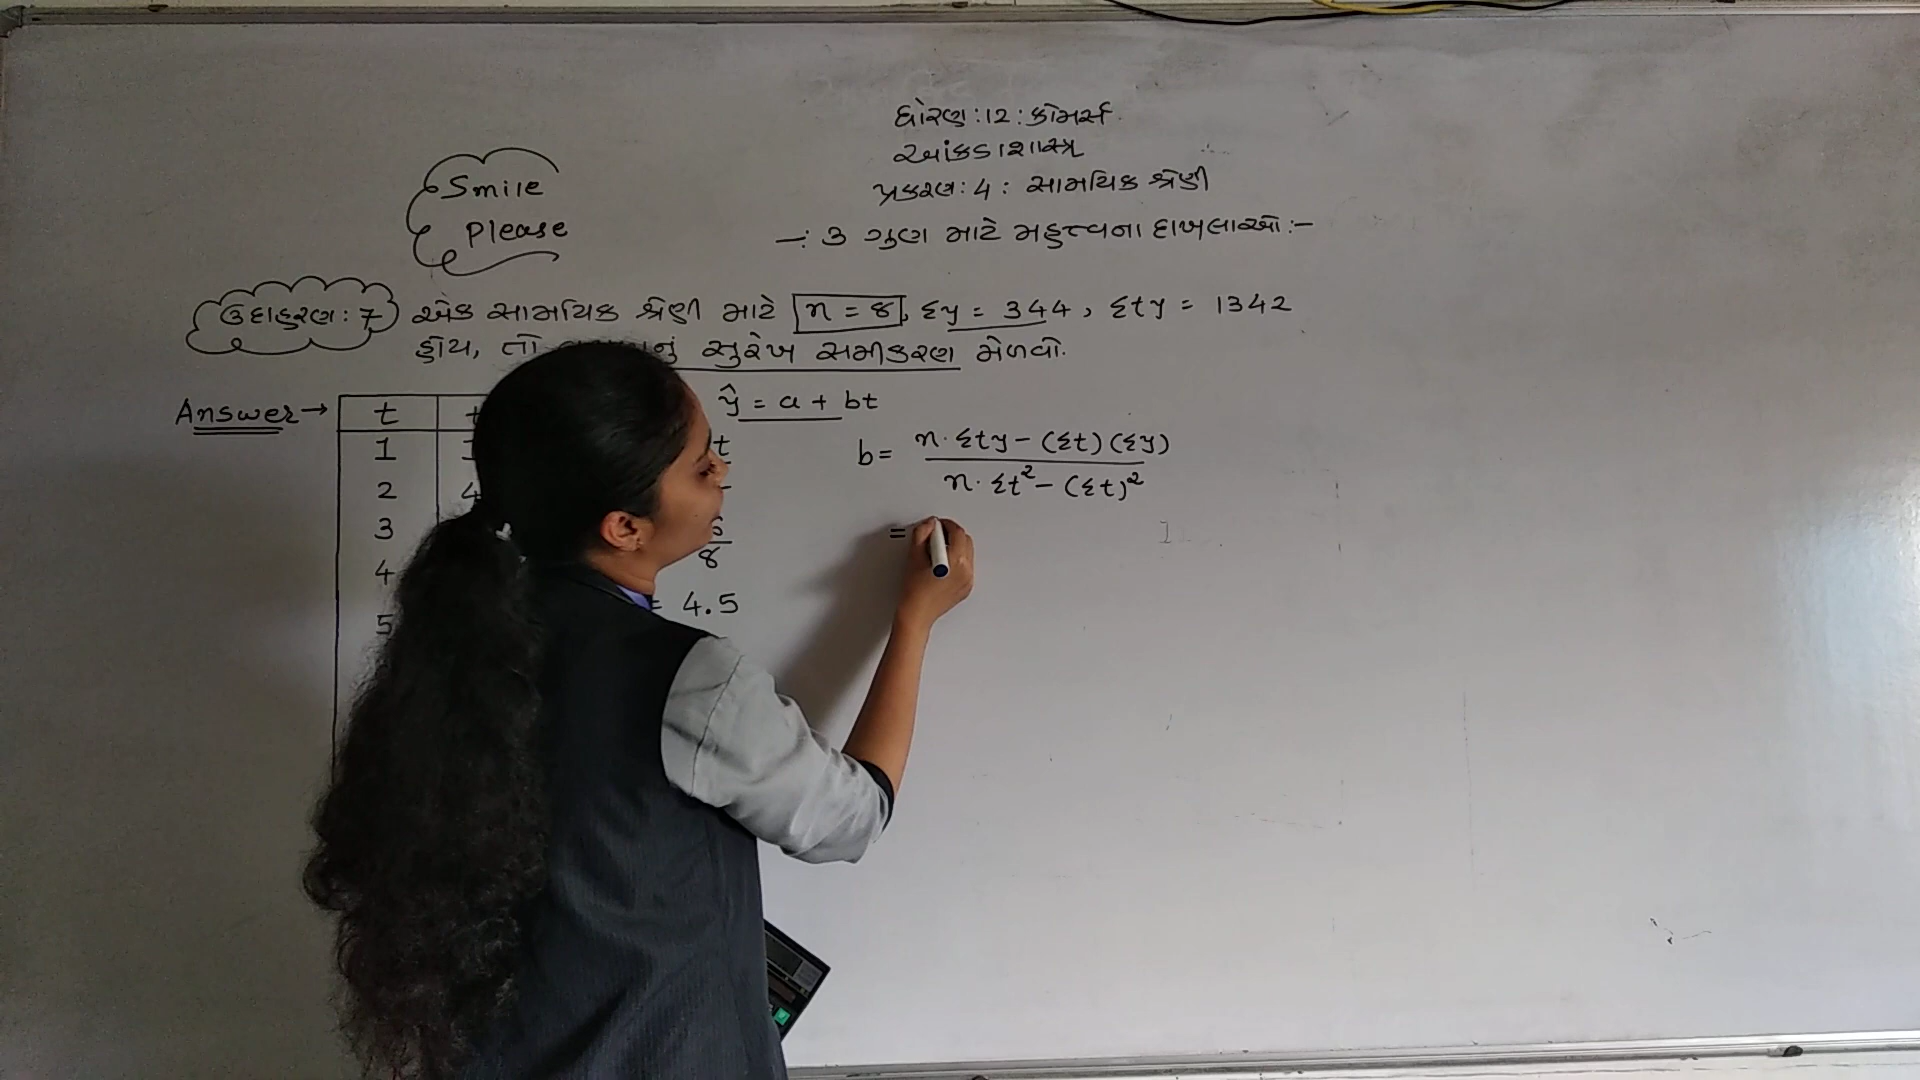 Smile
Please
ધોરણ : 12 : કોમર્સ
આંકડાશાસ્ત્ર
પ્રકરણ : 4 : સામયિક શ્રેણી
-: 3 ગુણ માટે મહત્ત્વના દાખલાઓ :-
ઉદાહરણ : 7 એક સામયિક શ્રેણી માટે n = 8, Σy = 344, Σty = 1342
હોય, તો સુરેખ સમીકરણ મેળવો.
Answer →
t
1
2 4
3
4
5
8
= 4.5
ŷ = a + bt
b = n·Σty - (Σt)(Σy) / n·Σt² - (Σt)²
=